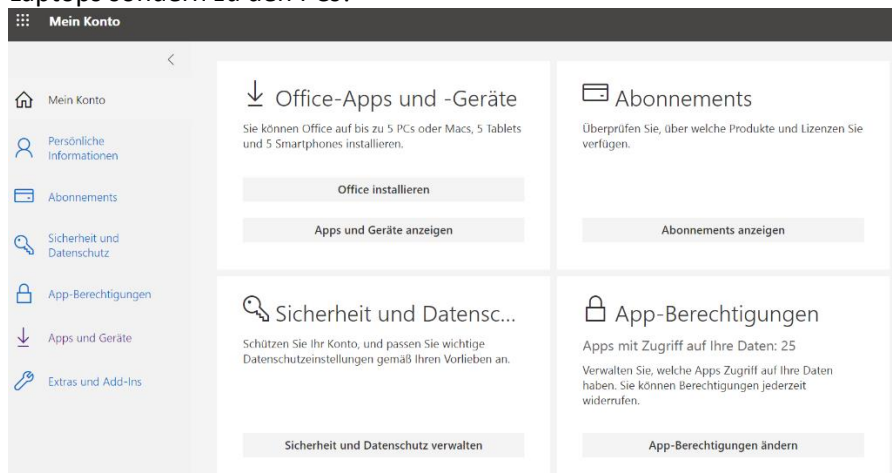 Laptops sondern zu den PCs!
Mein Konto
Mein Konto
Persönliche
Informationen
Abonnements
Sicherheit und
Datenschutz
App-Berechtigungen
Apps und Geräte
Extras und Add-Ins
Office-Apps und -Geräte
Sie können Office auf bis zu 5 PCs oder Macs, 5 Tablets
und 5 Smartphones installieren.
Office installieren
Apps und Geräte anzeigen
Abonnements
Überprüfen Sie, über welche Produkte und Lizenzen Sie
verfügen.
Abonnements anzeigen
Sicherheit und Datensc...
Schützen Sie Ihr Konto, und passen Sie wichtige
Datenschutzeinstellungen gemäß Ihren Vorlieben an.
Sicherheit und Datenschutz verwalten
App-Berechtigungen
Apps mit Zugriff auf Ihre Daten: 25
Verwalten Sie, welche Apps Zugriff auf Ihre Daten
haben. Sie können Berechtigungen jederzeit
widerrufen.
App-Berechtigungen ändern